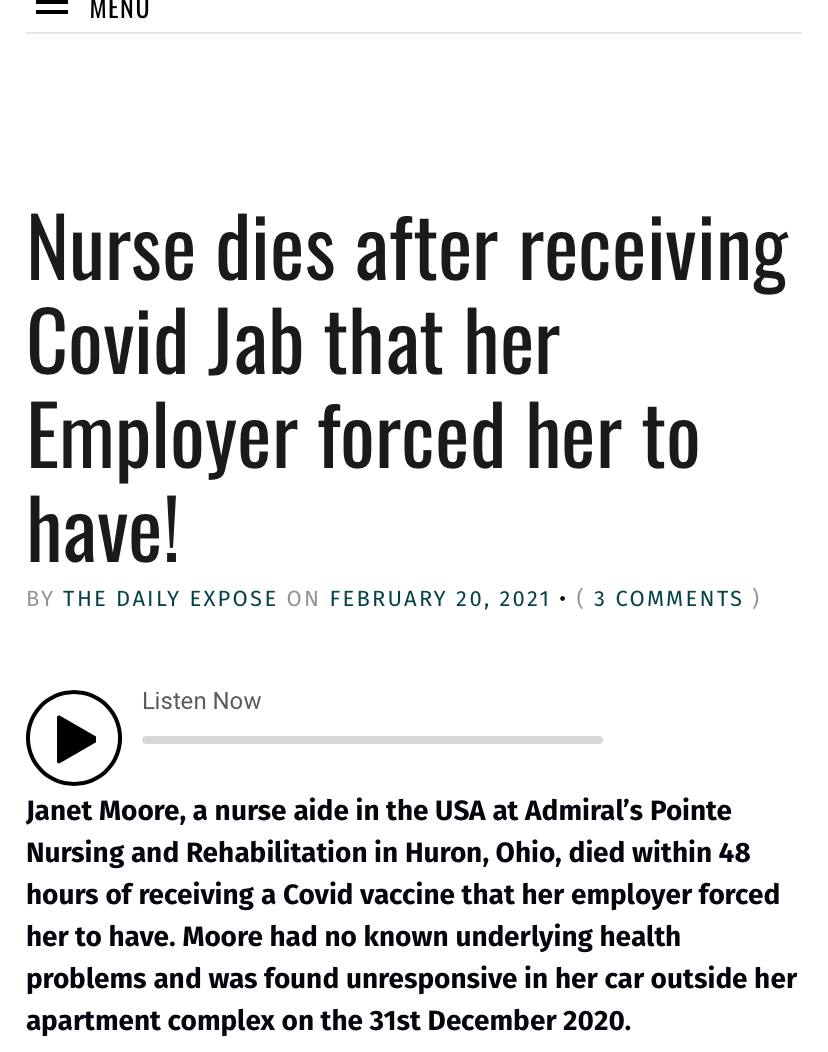 MENU
Nurse dies after receiving
Covid Jab that her
Employer forced her to
have!
BY THE DAILY EXPOSE ON FEBRUARY 20, 2021 • ( 3 COMMENTS )
Listen Now
Janet Moore, a nurse aide in the USA at Admiral’s Pointe
Nursing and Rehabilitation in Huron, Ohio, died within 48
hours of receiving a Covid vaccine that her employer forced
her to have. Moore had no known underlying health
problems and was found unresponsive in her car outside her
apartment complex on the 31st December 2020.